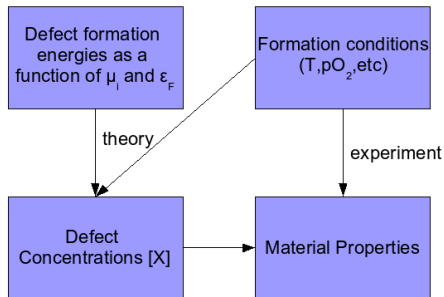 Defect formation
energies as a
function of μi and εF
Formation conditions
(T,pO2,etc)
theory
experiment
Defect
Concentrations [X]
Material Properties